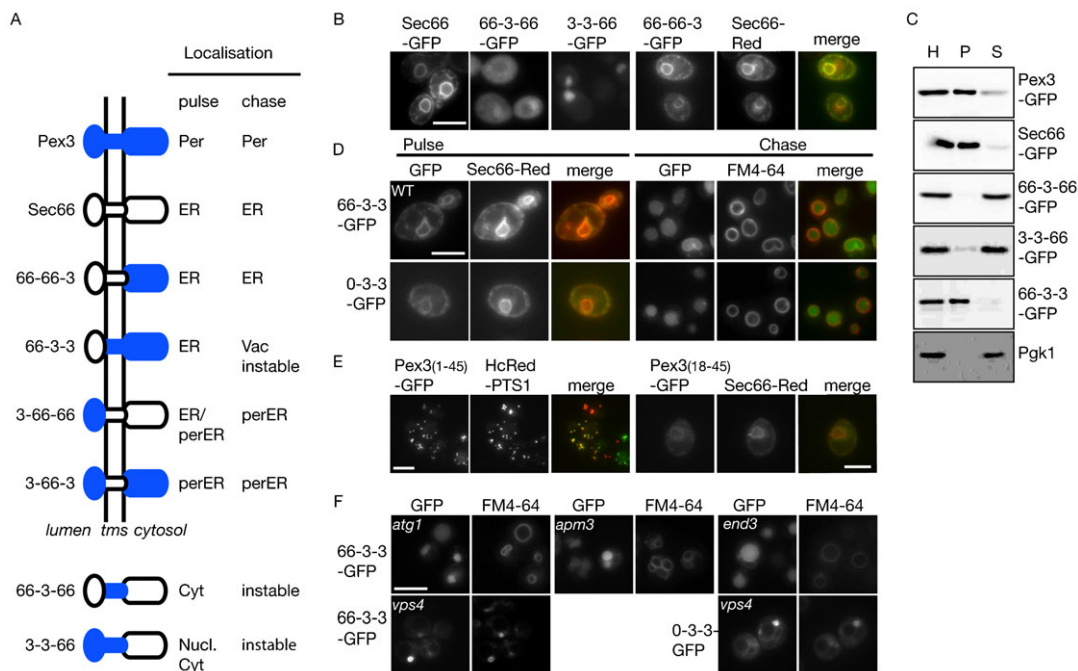 A
Localisation
pulse chase
Pex3 Per Per
Sec66 ER ER
66-66-3 ER ER
66-3-3 ER Vac
instable
3-66-66 ER/ perER
perER
3-66-3 perER perER
lumen tms cytosol
66-3-66 Cyt instable
3-3-66 Nucl. instable
Cyt
B
Sec66 66-3-66 3-3-66 66-66-3 Sec66-
-GFP -GFP -GFP -GFP Red merge
C
H P S
Pex3
-GFP
Sec66
-GFP
66-3-66
-GFP
3-3-66
-GFP
66-3-3
-GFP
Pgk1
D
Pulse Chase
GFP Sec66-Red merge GFP FM4-64 merge
WT
66-3-3
-GFP
0-3-3
-GFP
E
Pex3(1-45) HcRed Pex3(18-45)
-GFP -PTS1 merge -GFP Sec66-Red merge
F
GFP FM4-64 GFP FM4-64 GFP FM4-64
atg1 apm3 end3
66-3-3
-GFP
vps4 vps4
66-3-3
-GFP
0-3-3-
GFP